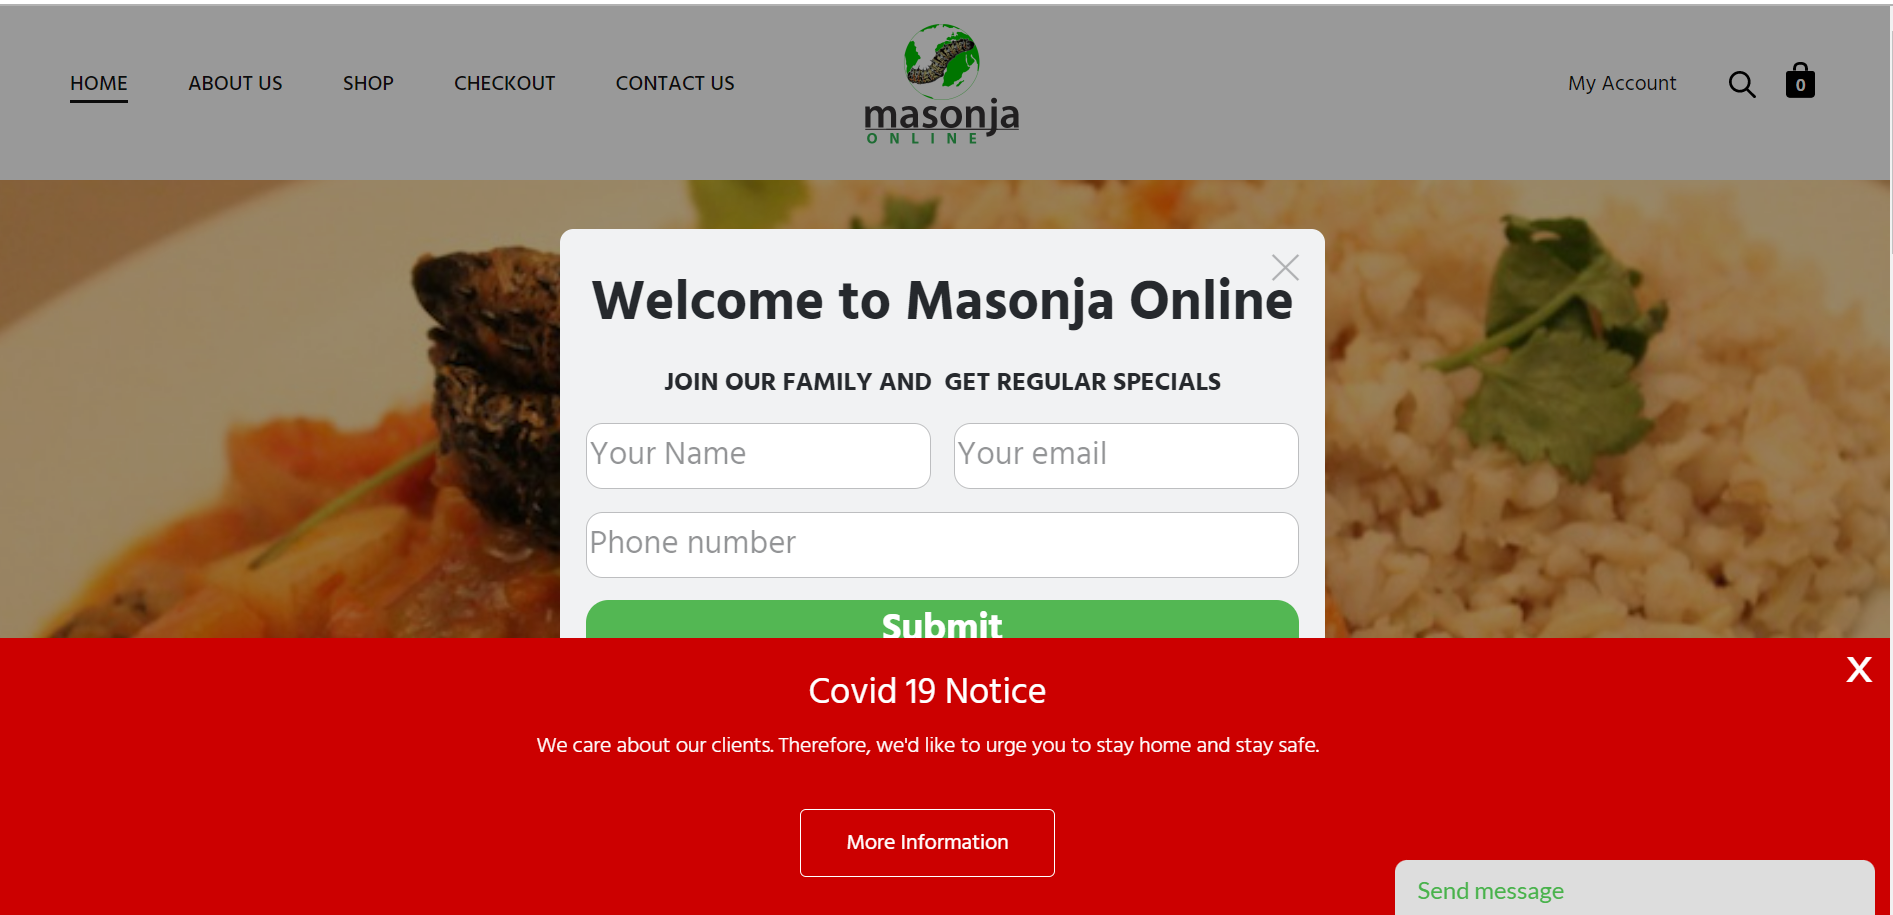 HOME ABOUT US SHOP CHECKOUT CONTACT US
masonja
ONLINE
My Account
0
Welcome to Masonja Online
JOIN OUR FAMILY AND GET REGULAR SPECIALS
Your Name Your email
Phone number
Submit
Covid 19 Notice
X
We care about our clients. Therefore, we'd like to urge you to stay home and stay safe.
More Information
Send message